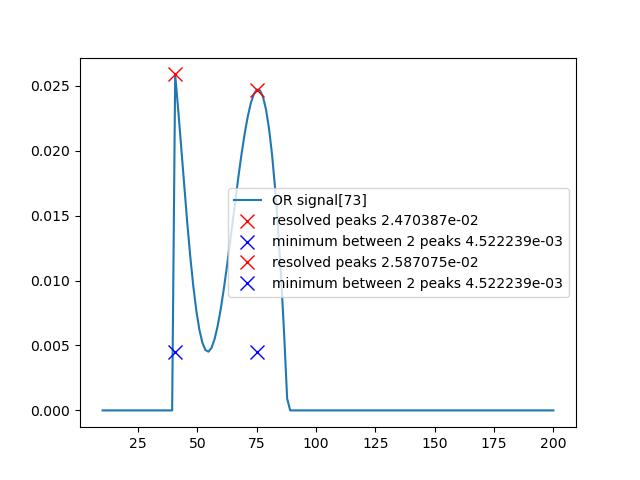 0.025
0.020
0.015
0.010
0.005
0.000
OR signal[73]
resolved peaks 2.470387e-02
minimum between 2 peaks 4.522239e-03
resolved peaks 2.587075e-02
minimum between 2 peaks 4.522239e-03
25 50 75 100 125 150 175 200